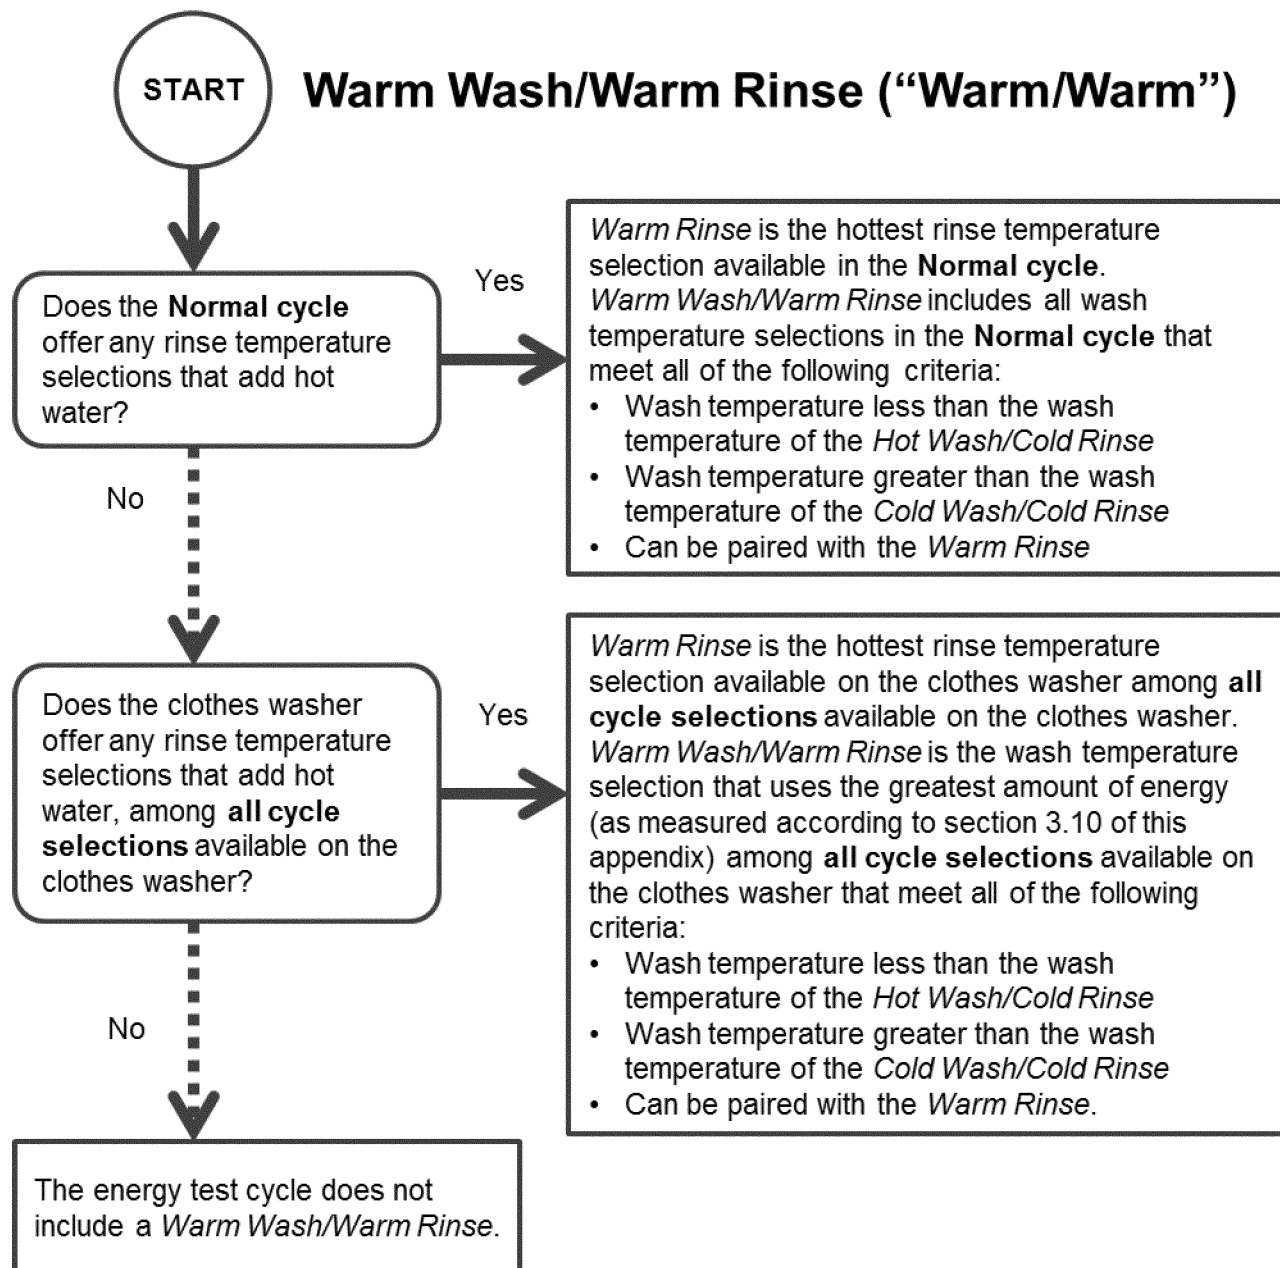 START
Warm Wash/Warm Rinse (“Warm/Warm”)
Does the Normal cycle
offer any rinse temperature
selections that add hot
water?
Yes
Warm Rinse is the hottest rinse temperature
selection available in the Normal cycle.
Warm Wash/Warm Rinse includes all wash
temperature selections in the Normal cycle that
meet all of the following criteria:
• Wash temperature less than the wash
temperature of the Hot Wash/Cold Rinse
• Wash temperature greater than the wash
temperature of the Cold Wash/Cold Rinse
• Can be paired with the Warm Rinse
No
Does the clothes washer
offer any rinse temperature
selections that add hot
water, among all cycle
selections available on the
clothes washer?
Yes
Warm Rinse is the hottest rinse temperature
selection available on the clothes washer among all
cycle selections available on the clothes washer.
Warm Wash/Warm Rinse is the wash temperature
selection that uses the greatest amount of energy
(as measured according to section 3.10 of this
appendix) among all cycle selections available on
the clothes washer that meet all of the following
criteria:
• Wash temperature less than the wash
temperature of the Hot Wash/Cold Rinse
• Wash temperature greater than the wash
temperature of the Cold Wash/Cold Rinse
• Can be paired with the Warm Rinse.
No
The energy test cycle does not
include a Warm Wash/Warm Rinse.